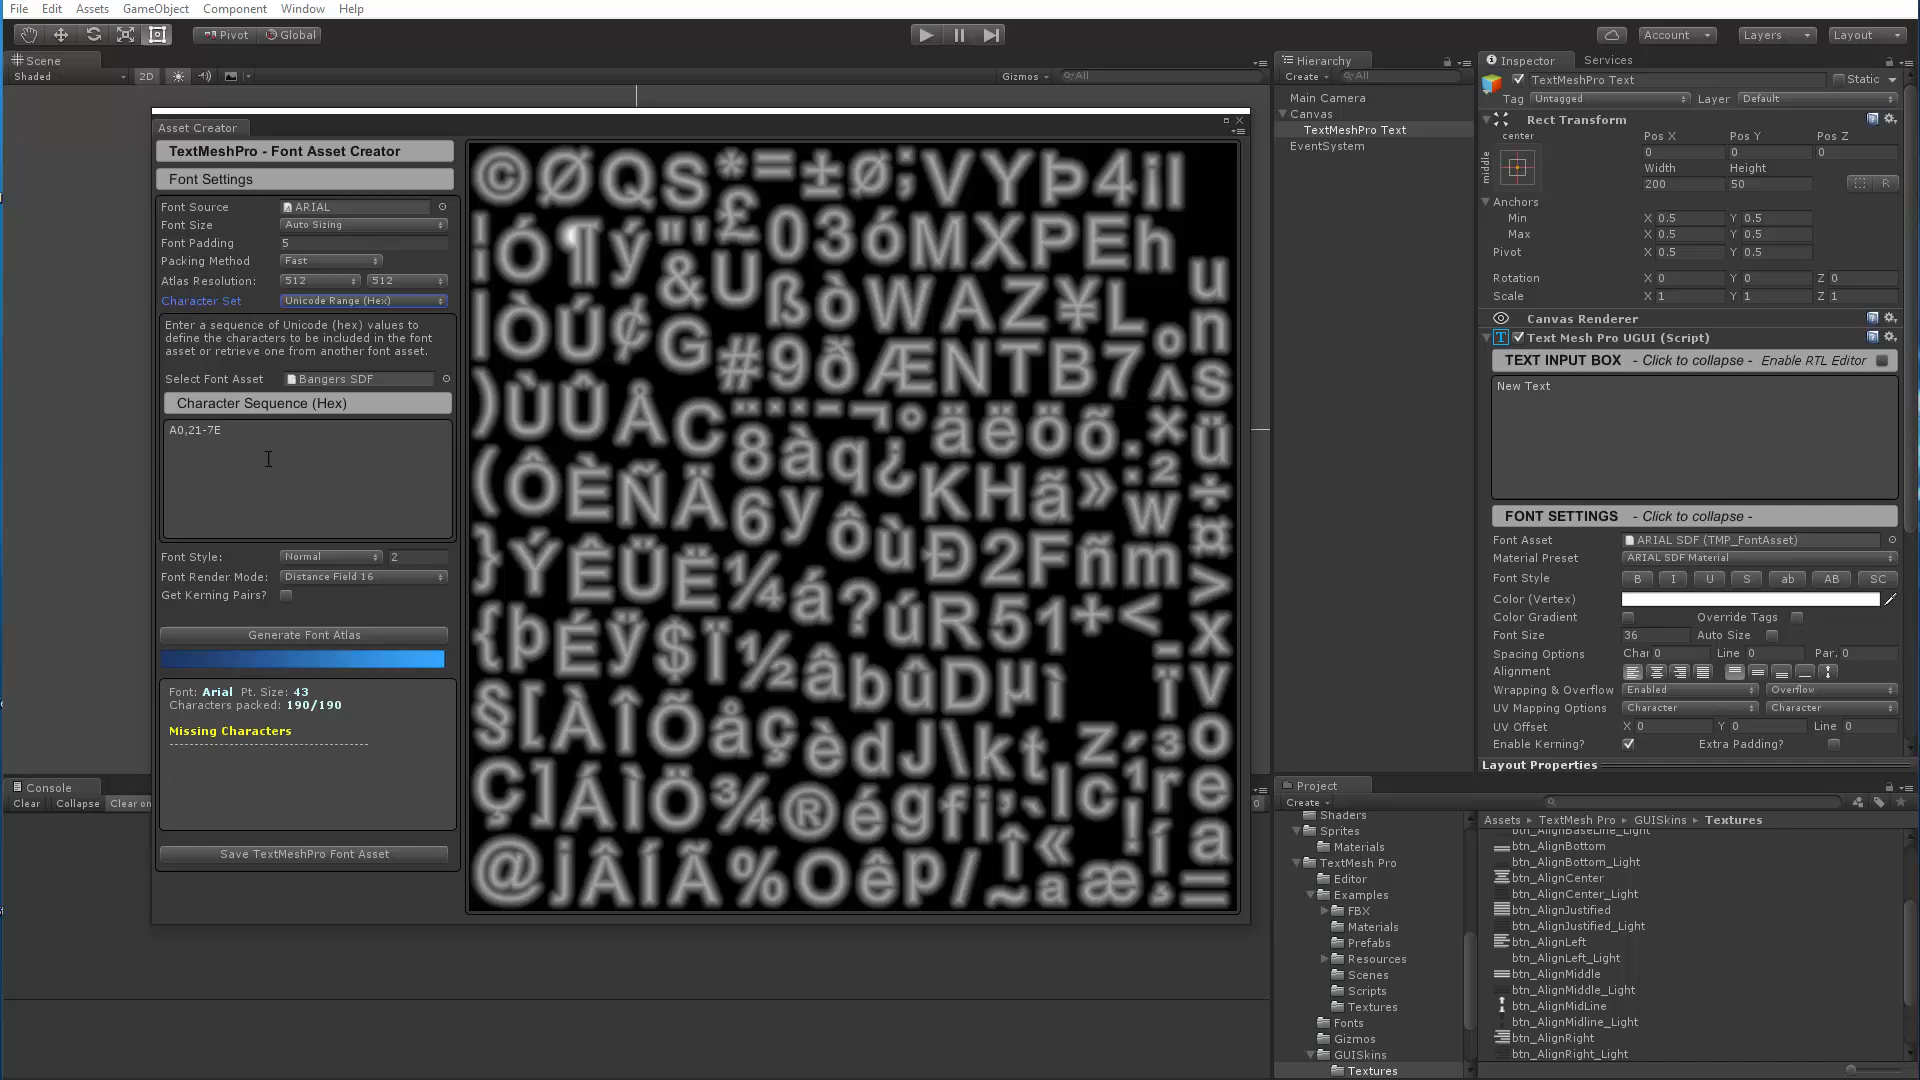 File Edit Assets GameObject Component Window Help
Pivot Global Account Layers Layout
Scene
Shaded 2D Gizmos All
Asset Creator
TextMeshPro - Font Asset Creator
Font Settings
Font Source ARIAL
Font Size Auto Sizing
Font Padding 5
Packing Method Fast
Atlas Resolution: 512 512
Character Set Unicode Range (Hex)
Enter a sequence of Unicode (hex) values to
define the characters to be included in the font
asset or retrieve one from another font asset.
Select Font Asset Bangers SDF
Character Sequence (Hex)
A0,21-7E
Font Style: Normal 2
Font Render Mode: Distance Field 16
Get Kerning Pairs?
Generate Font Atlas
Font: Arial Pt. Size: 43
Characters packed: 190/190
Missing Characters
----------------------------------------
Save TextMeshPro Font Asset
Console
Clear Collapse Clear on
Hierarchy
Create All
Main Camera
Canvas
TextMeshPro Text
EventSystem
Inspector Services
TextMeshPro Text Static
Tag Untagged Layer Default
Rect Transform
center Pos X Pos Y Pos Z
middle 0 0 0
Width Height
200 50 R
Anchors
Min X 0.5 Y 0.5
Max X 0.5 Y 0.5
Pivot X 0.5 Y 0.5
Rotation X 0 Y 0 Z 0
Scale X 1 Y 1 Z 1
Canvas Renderer
Text Mesh Pro UGUI (Script)
TEXT INPUT BOX - Click to collapse - Enable RTL Editor
New Text
FONT SETTINGS - Click to collapse -
Font Asset ARIAL SDF (TMP_FontAsset)
Material Preset ARIAL SDF Material
Font Style B I U S ab AB SC
Color (Vertex)
Color Gradient Override Tags
Font Size 36 Auto Size
Spacing Options Char 0 Line 0 Par. 0
Alignment
Wrapping & Overflow Enabled Overflow
UV Mapping Options Character Character
UV Offset X 0 Y 0 Line 0
Enable Kerning? Extra Padding?
Layout Properties
Project
Create
Shaders
Sprites
Materials
TextMesh Pro
Editor
Examples
FBX
Materials
Prefabs
Resources
Scenes
Scripts
Textures
Fonts
Gizmos
GUISkins
Textures
Assets TextMesh Pro GUISkins Textures
btn_AlignBaseLine_Light
btn_AlignBottom
btn_AlignBottom_Light
btn_AlignCenter
btn_AlignCenter_Light
btn_AlignJustified
btn_AlignJustified_Light
btn_AlignLeft
btn_AlignLeft_Light
btn_AlignMiddle
btn_AlignMiddle_Light
btn_AlignMidLine
btn_AlignMidline_Light
btn_AlignRight
btn_AlignRight_Light